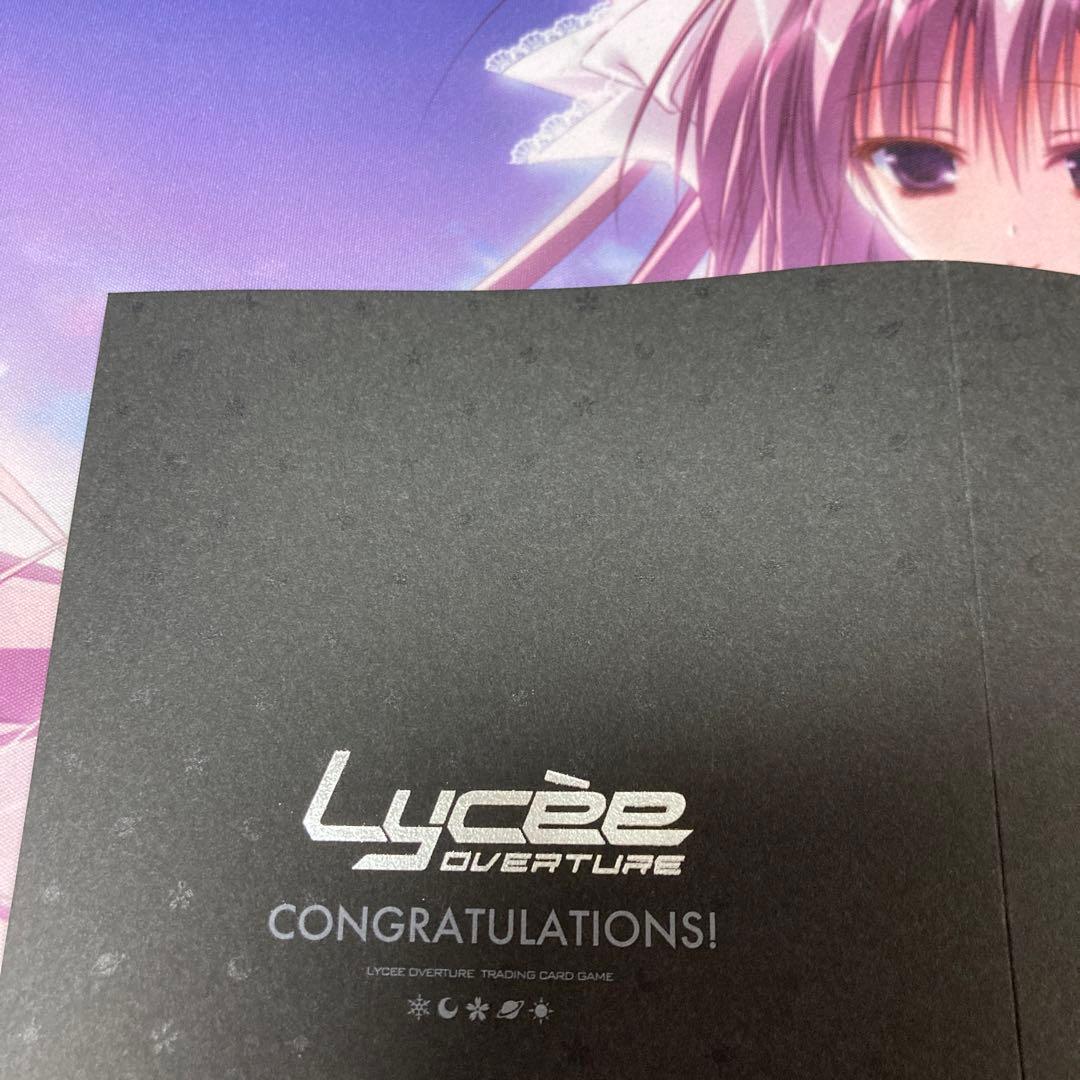 Lycèe
OVERTURE
CONGRATULATIONS!
LYCEE OVERTURE TRADING CARD GAME